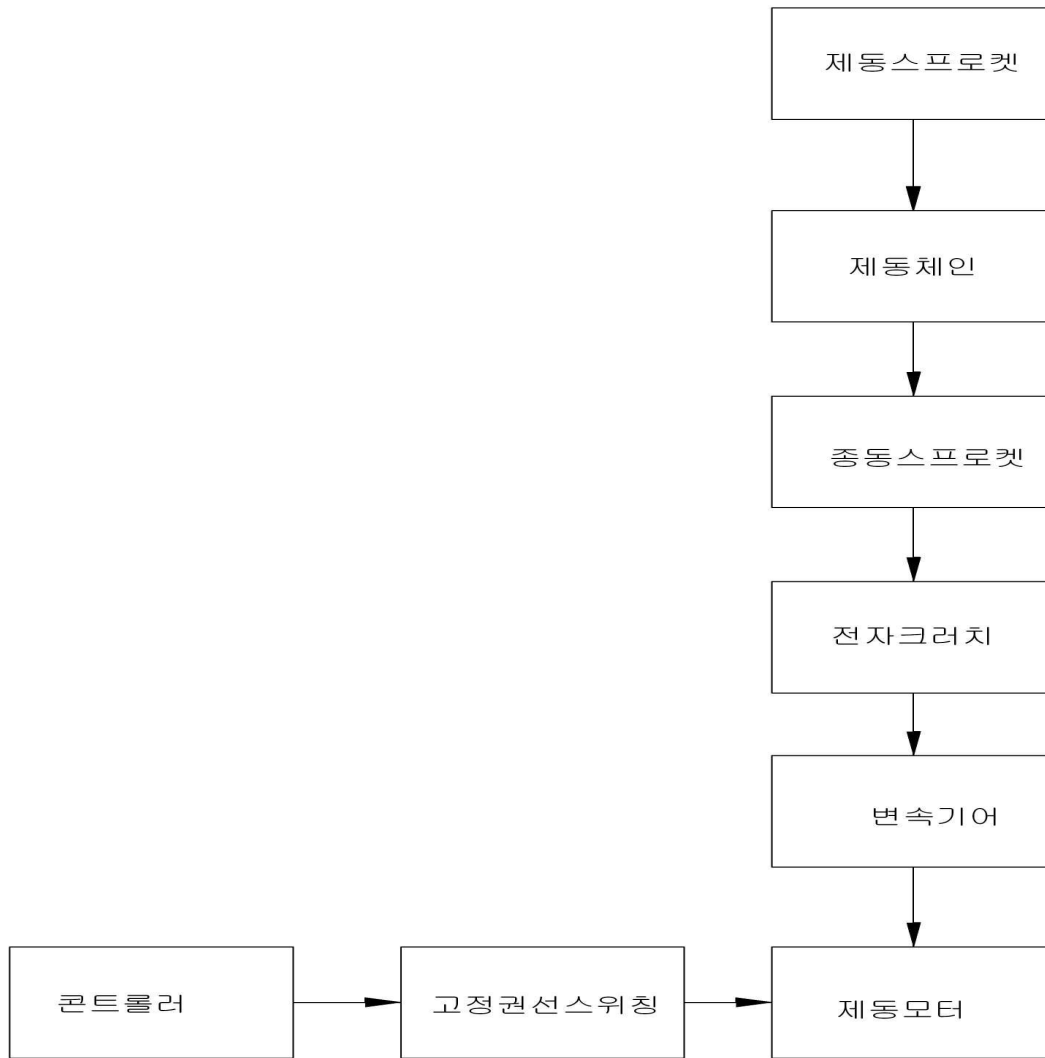 제동스프로켓
제동체인
종동스프로켓
전자크러치
변속기어
콘트롤러
고정권선스위칭
제동모터